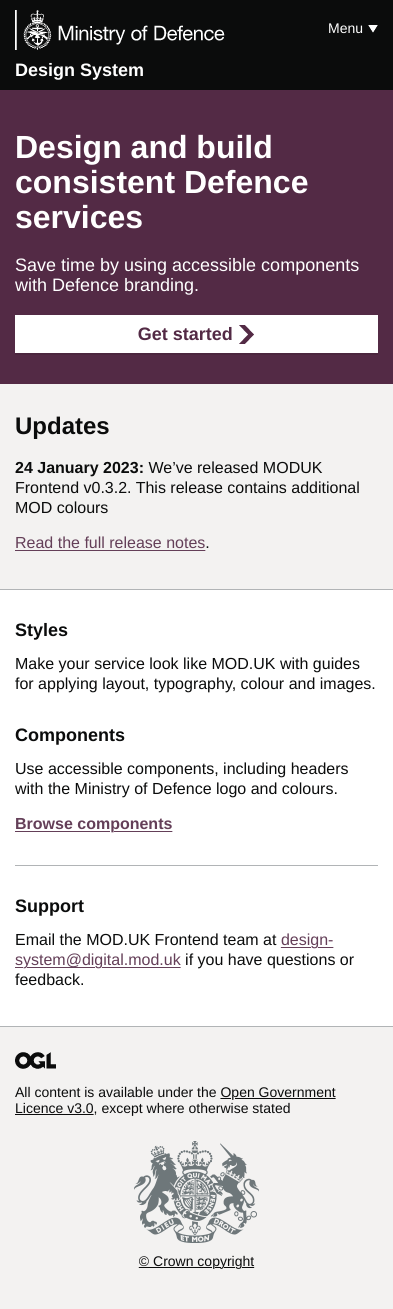 Ministry of Defence
Menu
Design System
Design and build
consistent Defence
services
Save time by using accessible components
with Defence branding.
Get started
Updates
24 January 2023: We’ve released MODUK
Frontend v0.3.2. This release contains additional
MOD colours
Read the full release notes.
Styles
Make your service look like MOD.UK with guides
for applying layout, typography, colour and images.
Components
Use accessible components, including headers
with the Ministry of Defence logo and colours.
Browse components
Support
Email the MOD.UK Frontend team at design-
system@digital.mod.uk if you have questions or
feedback.
OGL
All content is available under the Open Government
Licence v3.0, except where otherwise stated
DIEU ET MON DROIT
© Crown copyright